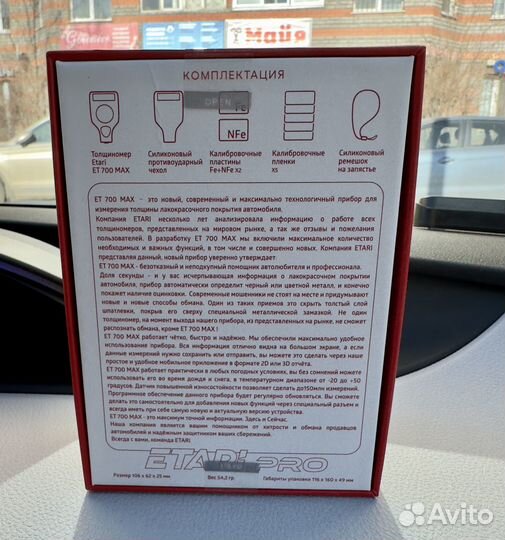 Майя
КОМПЛЕКТАЦИЯ
OPEN
Fe
NFe
Толщиномер Etari ET 700 MAX
Силиконовый противоударный чехол
Калибровочные пластины Fe+NFe x2
Калибровочные пленки x5
Силиконовый ремешок на запястье
ET 700 MAX - это новый, современный и максимально технологичный прибор для
измерения толщины лакокрасочного покрытия автомобиля.
Компания ETARI несколько лет анализировала информацию о работе всех
толщиномеров, представленных на мировом рынке, а так же отзывы и пожелания
пользователей. В разработку ET 700 MAX мы включили максимальное количество
необходимых и важных функций, в том числе и совершенно новых. Компания ETARI
представляя данный, новый прибор уверенно утверждает:
ET 700 MAX - безотказный и неподкупный помощник автолюбителя и профессионала.
Доля секунды - и у вас исчерпывающая информация о лакокрасочном покрытии
автомобиля, прибор автоматически определит черный или цветной металл, и конечно
покажет наличие оцинковки. Современные мошенники не стоят на месте и придумывают
новые и новые способы обмана. Один из таких приемов это скрыть толстый слой
шпатлевки, покрыв его сверху специальной металлической замазкой. Не один
толщиномер, на момент выхода нашего прибора, из представленных на рынке, не сможет
распознать обмана, кроме ET 700 MAX !
ET 700 MAX работает чётко, быстро и надёжно. Мы обеспечили максимально удобное
использование прибора. Вся информация отлично видна на большом экране, а если
данные измерений нужно сохранить или отправить, вы можете это сделать через наше
простое и удобное мобильное приложение в формате 2D или 3D отчёта.
ET 700 MAX работает практически в любых погодных условиях, вы без сомнений можете
использовать его во время дождя и снега, в температурном диапазоне от -20 до +50
градусов. Датчик повышенной износостойкости позволяет сделать до150млн измерений.
Программное обеспечение данного прибора будет регулярно обновляться. Вы сможете
делать это самостоятельно для добавления новых функций через специальный разъем и
всегда иметь при себе самую новую и актуальную версию устройства.
ET 700 MAX - это максимум точной информации. Здесь и Сейчас.
Наша компания является вашим помощником от хитрости и обмана продавцов
автомобилей и надёжным защитником ваших сбережений.
Всегда с вами, команда ETARI
ETARI PRO
Размер 106 x 62 x 25 мм
Вес 54,2 гр.
Габариты упаковки 116 x 160 x 49 мм
Avito